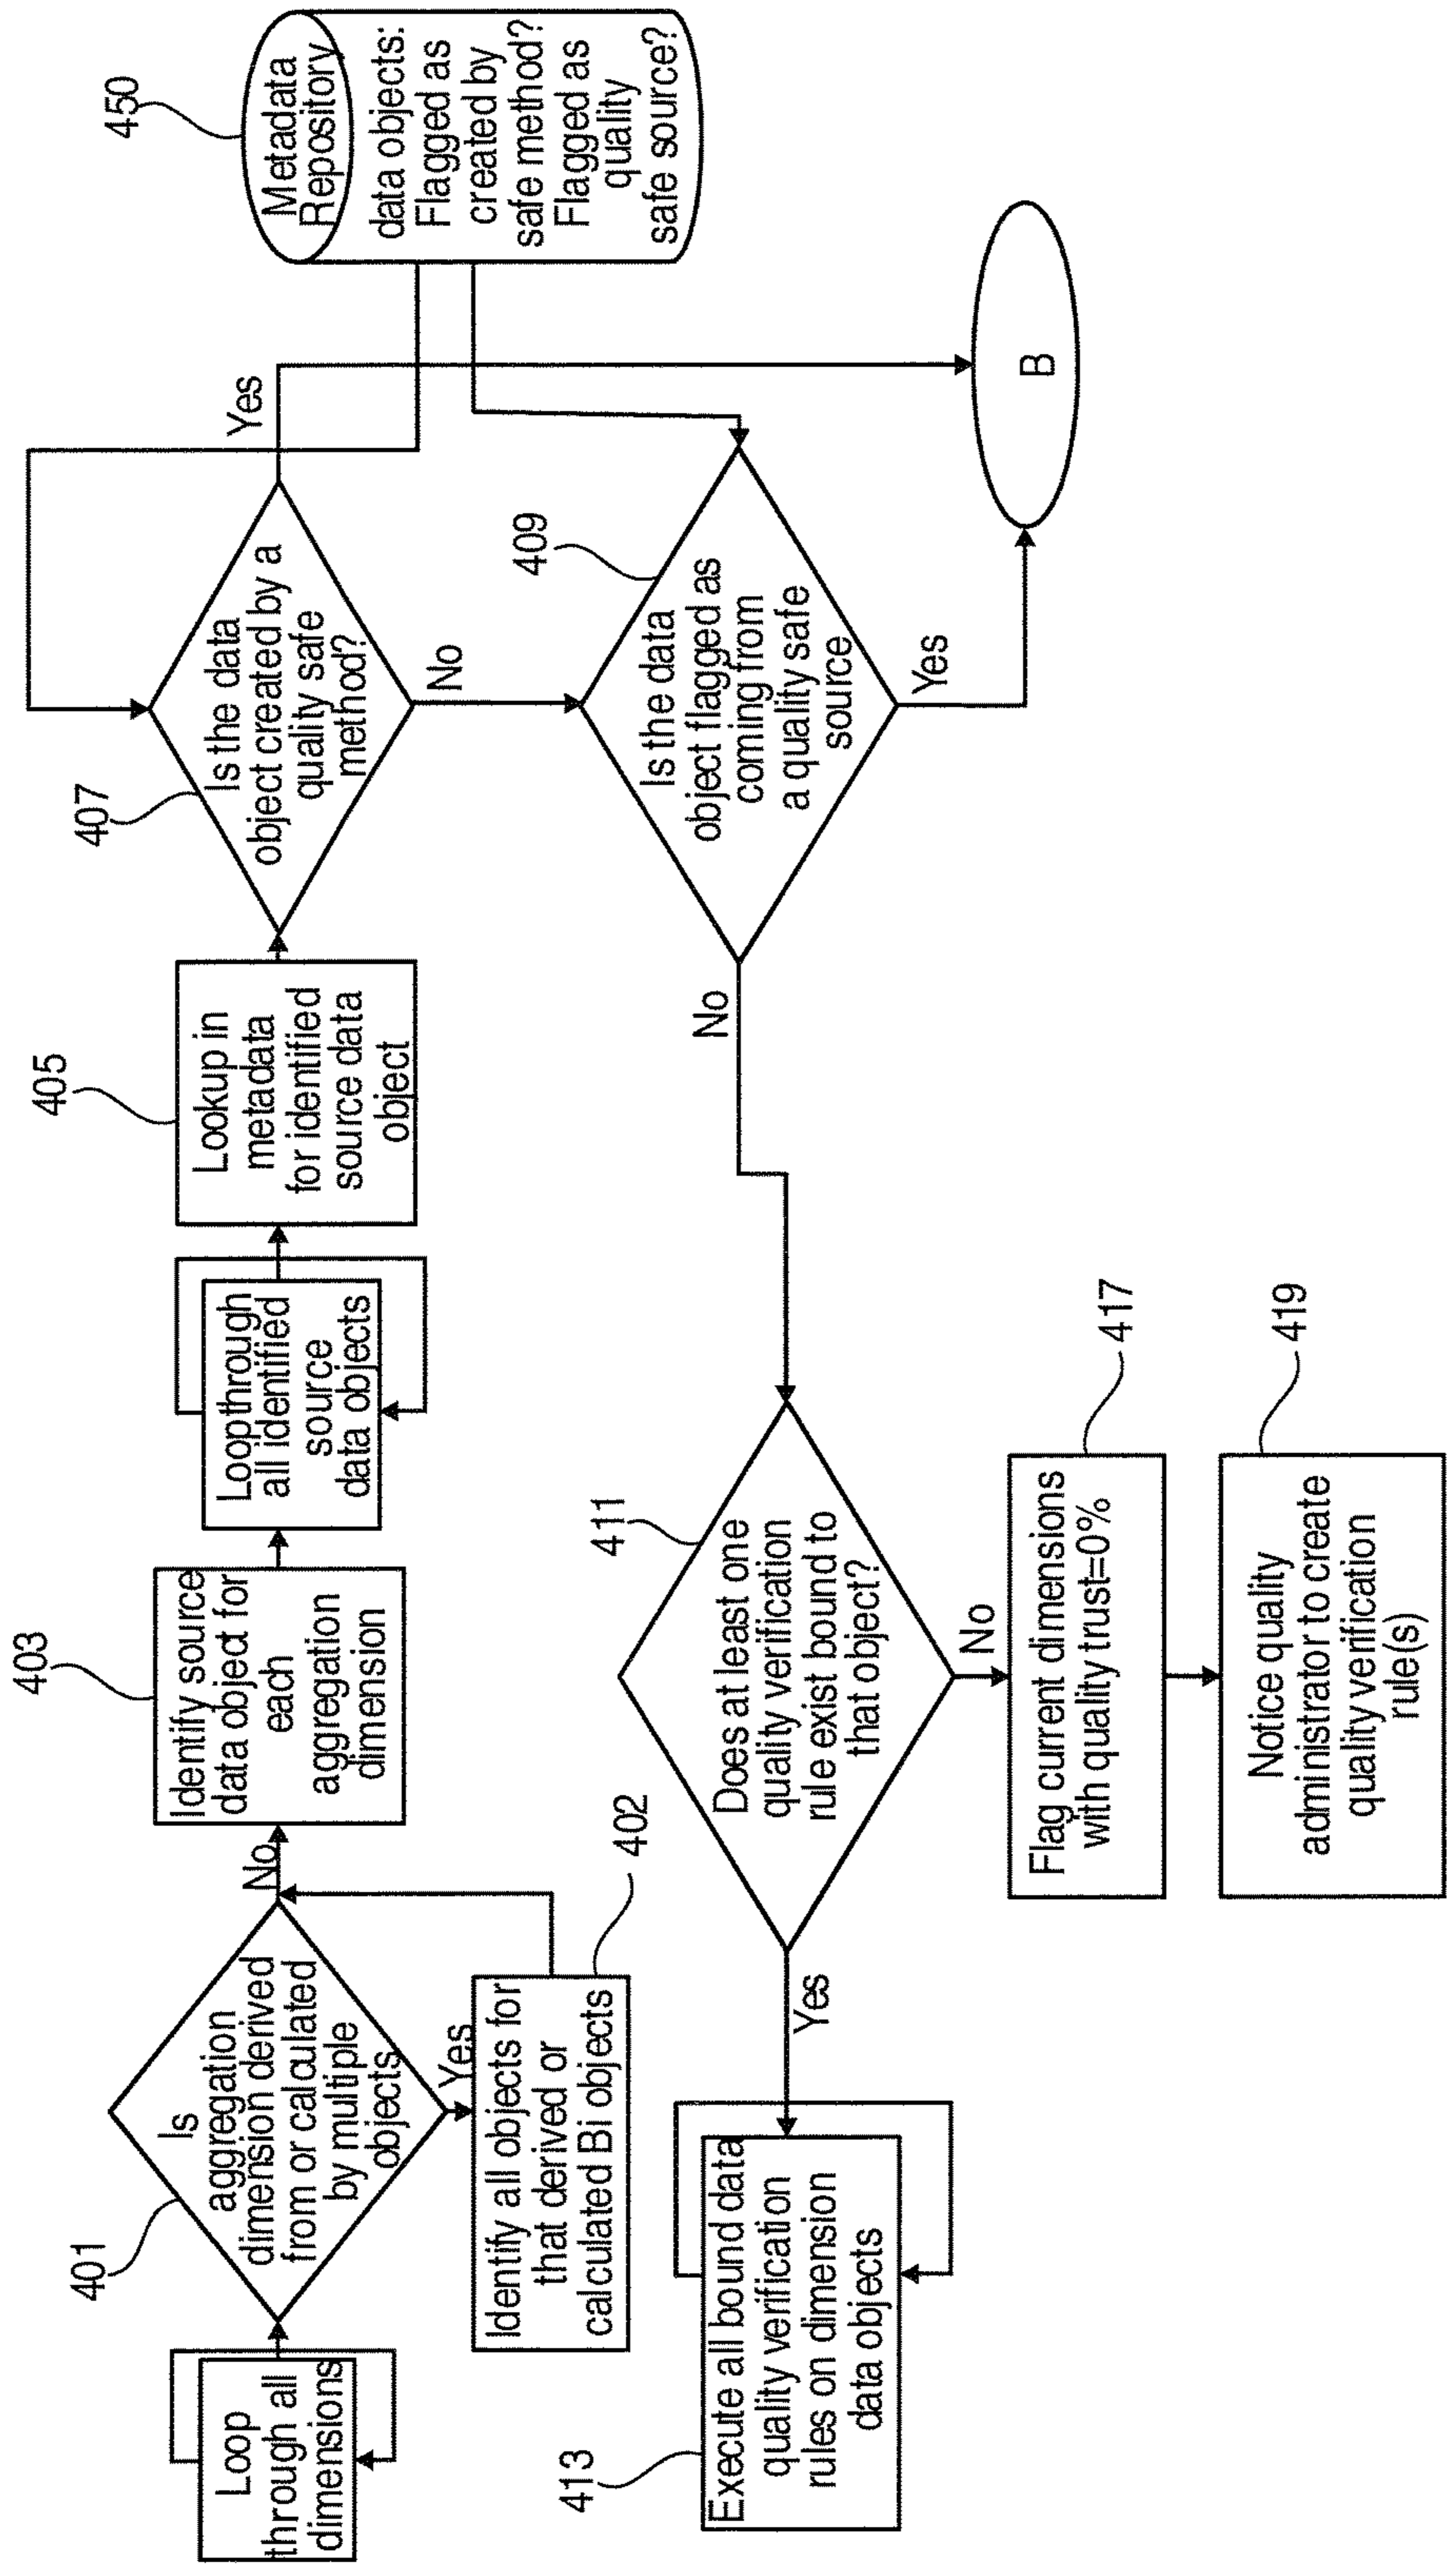 Loop
through all
dimensions
401
Is
aggregation
dimension derived
from or calculated
by multiple
objects
No
Yes
402
Identify all objects for
that derived or
calculated Bi objects
403
Identify source
data object for
each
aggregation
dimension
Loopthrough
all identified
source
data objects
405
Lookup in
metadata
for identified
source data
object
407
Is the data
object created by a
quality safe
method?
Yes
No
450
Metadata
Repository
data objects:
Flagged as
created by
safe method?
Flagged as
quality
safe source?
409
Is the data
object flagged as
coming from
a quality safe
source
No
Yes
B
411
Does at least one
quality verification
rule exist bound to
that object?
Yes
No
413
Execute all bound data
quality verification
rules on dimension
data objects
417
Flag current dimensions
with quality trust=0%
419
Notice quality
administrator to create
quality verification
rule(s)